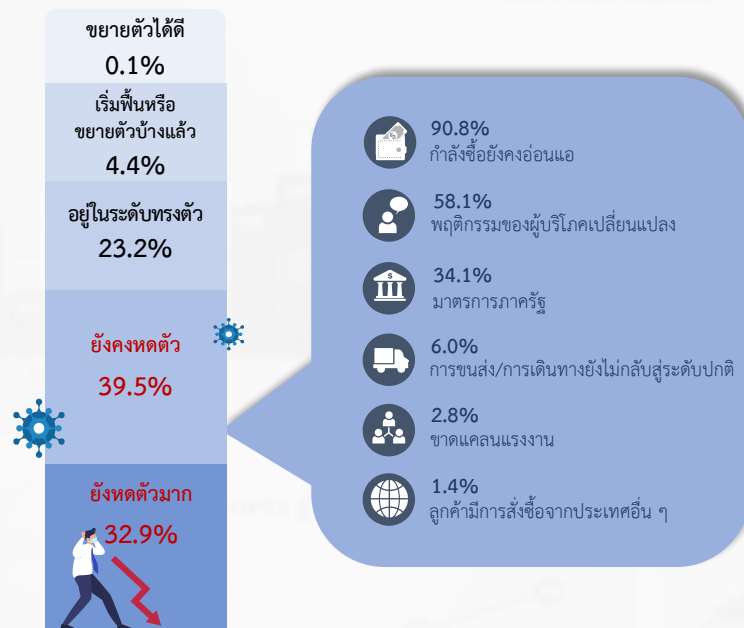 ขยายตัวได้ดี
0.1%
เริ่มฟื้นหรือ
ขยายตัวบ้างแล้ว
4.4%
อยู่ในระดับทรงตัว
23.2%
ยังคงหดตัว
39.5%
ยังหดตัวมาก
32.9%
90.8%
กำลังซื้อยังคงอ่อนแอ
58.1%
พฤติกรรมของผู้บริโภคเปลี่ยนแปลง
34.1%
มาตรการภาครัฐ
6.0%
การขนส่ง/การเดินทางยังไม่กลับสู่ระดับปกติ
2.8%
ขาดแคลนแรงงาน
1.4%
ลูกค้ามีการสั่งซื้อจากประเทศอื่น ๆ